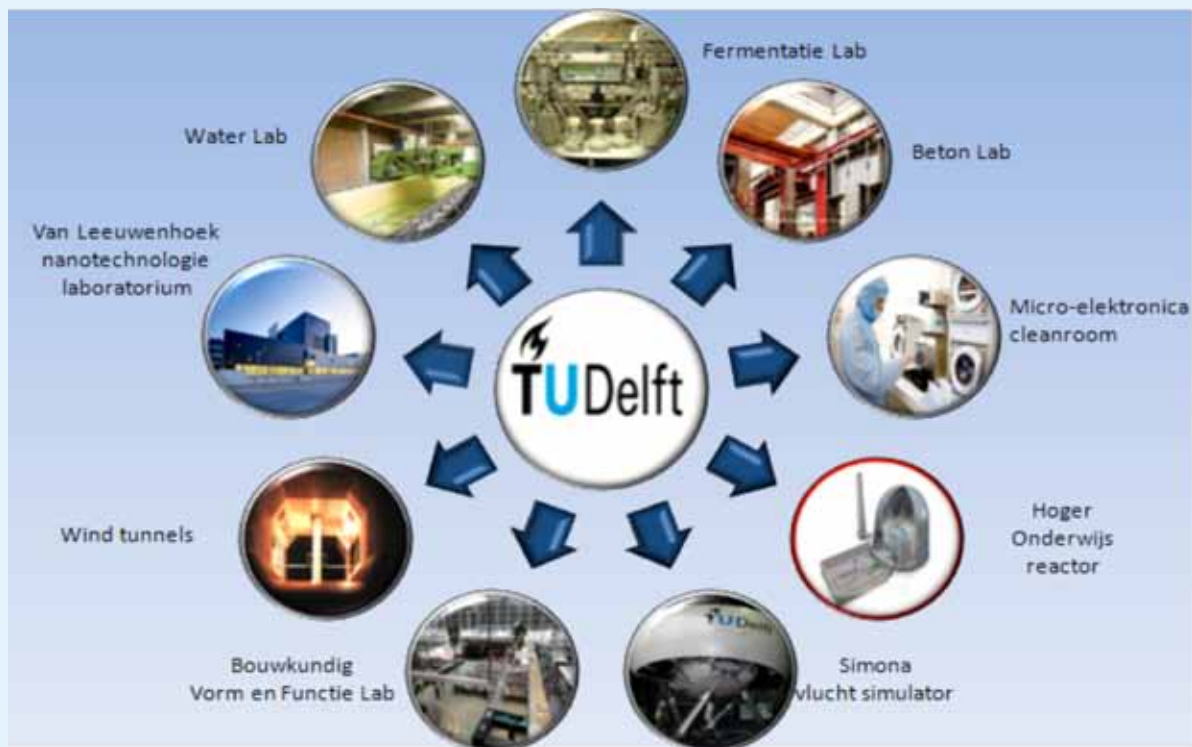 Fermentatie Lab
Water Lab
Beton Lab
Van Leeuwenhoek
nanotechnologie
laboratorium
Micro-elektronica
cleanroom
TUDelft
Wind tunnels
Hoger
Onderwijs
reactor
TUDelft
Bouwkundig
Vorm en Functie Lab
Simona
vlucht simulator